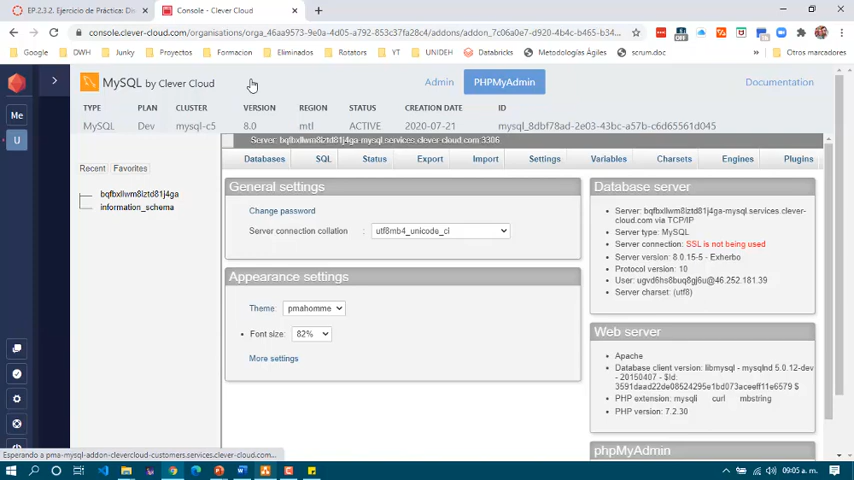 EP.2.3.2. Ejercicio de Práctica: Di
Console - Clever Cloud
console.clever-cloud.com/organisations/orga_46aa9573-9e0a-4d05-a792-853c37fa28c4/addons/addon_7c06a0e7-d920-4b4c-b465-b34...
Google
DWH
Junky
Proyectos
Formacion
Eliminados
Rotators
YT
UNIDEH
Databricks
Metodologías Ágiles
scrum.doc
Otros marcadores
MySQL by Clever Cloud
Admin
PHPMyAdmin
Documentation
TYPE PLAN CLUSTER VERSION REGION STATUS CREATION DATE ID
MySQL Dev mysql-c5 8.0 mtl ACTIVE 2020-07-21 mysql_8dbf78ad-2e03-43bc-a57b-c6d65561d045
Me
U
Server: bqfbxllwm8iztd81j4ga-mysql.services.clever-cloud.com:3306
Databases SQL Status Export Import Settings Variables Charsets Engines Plugins
Recent Favorites
bqfbxllwm8iztd81j4ga
information_schema
General settings
Change password
Server connection collation : utf8mb4_unicode_ci
Appearance settings
Theme: pmahomme
Font size: 82%
More settings
Database server
Server: bqfbxllwm8iztd81j4ga-mysql.services.clever-
cloud.com via TCP/IP
Server type: MySQL
Server connection: SSL is not being used
Server version: 8.0.15-5 - Exherbo
Protocol version: 10
User: ugvd6hs8buq8gj6u@46.252.181.39
Server charset: (utf8)
Web server
Apache
Database client version: libmysql - mysqlnd 5.0.12-dev
- 20150407 - $Id:
3591daad22de08524295e1bd073aceeff11e6579 $
PHP extension: mysqli curl mbstring
PHP version: 7.2.30
phpMyAdmin
Esperando a pma-mysql-addon-clevercloud-customers.services.clever-cloud.com...
09:05 a. m.